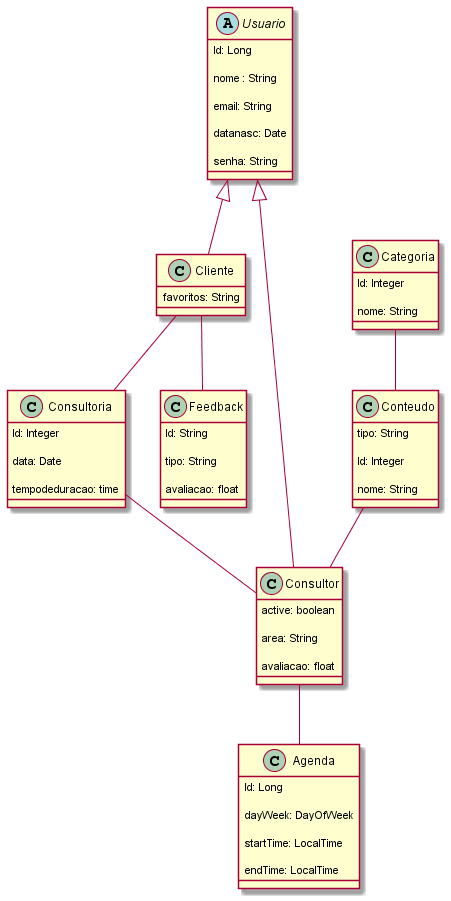 A Usuario
Id: Long
nome : String
email: String
datanasc: Date
senha: String
C Cliente
favoritos: String
C Categoria
Id: Integer
nome: String
C Consultoria
Id: Integer
data: Date
tempodeduracao: time
C Feedback
Id: String
tipo: String
avaliacao: float
C Conteudo
tipo: String
Id: Integer
nome: String
C Consultor
active: boolean
area: String
avaliacao: float
C Agenda
Id: Long
dayWeek: DayOfWeek
startTime: LocalTime
endTime: LocalTime